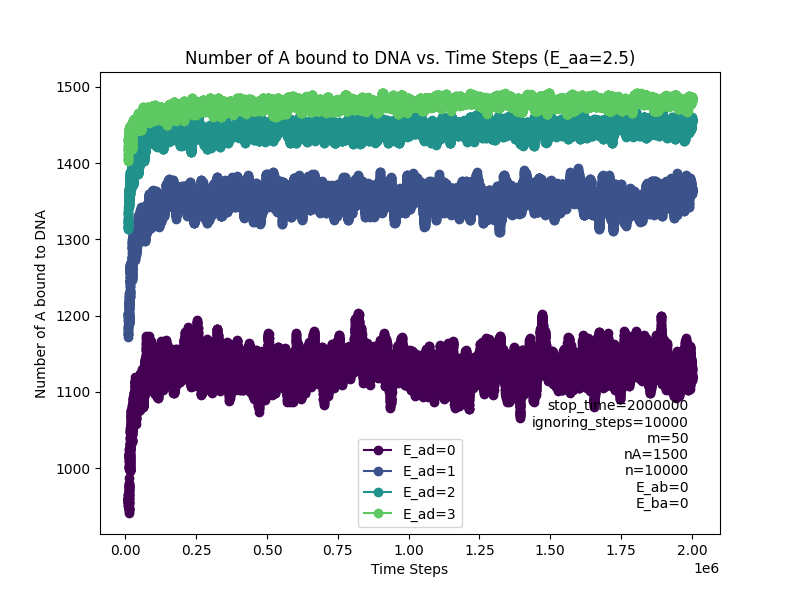 Number of A bound to DNA vs. Time Steps (E_aa=2.5)
Number of A bound to DNA
1500
1400
1300
1200
1100
1000
stop_time=2000000
ignoring_steps=10000
m=50
nA=1500
n=10000
E_ab=0
E_ba=0
E_ad=0
E_ad=1
E_ad=2
E_ad=3
0.00 0.25 0.50 0.75 1.00 1.25 1.50 1.75 2.00
1e6
Time Steps